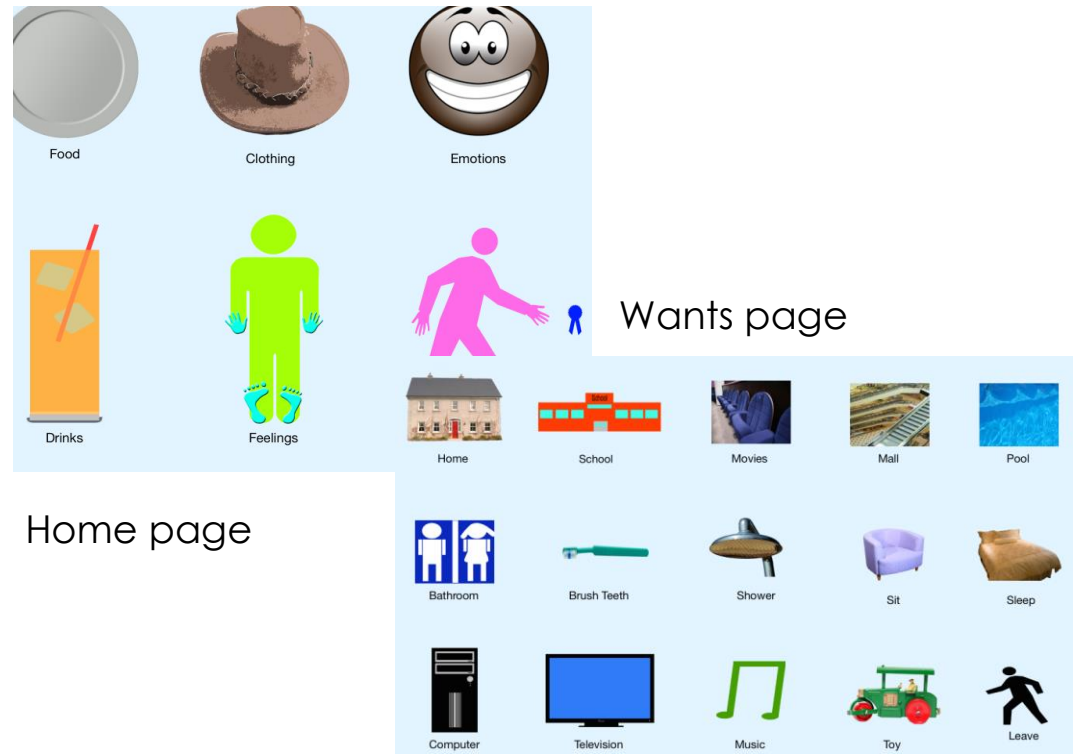 Food Clothing Emotions
Drinks Feelings
Home page
Wants page
Home School Movies Mall Pool
School
Bathroom Brush Teeth Shower Sit Sleep
Computer Television Music Toy Leave